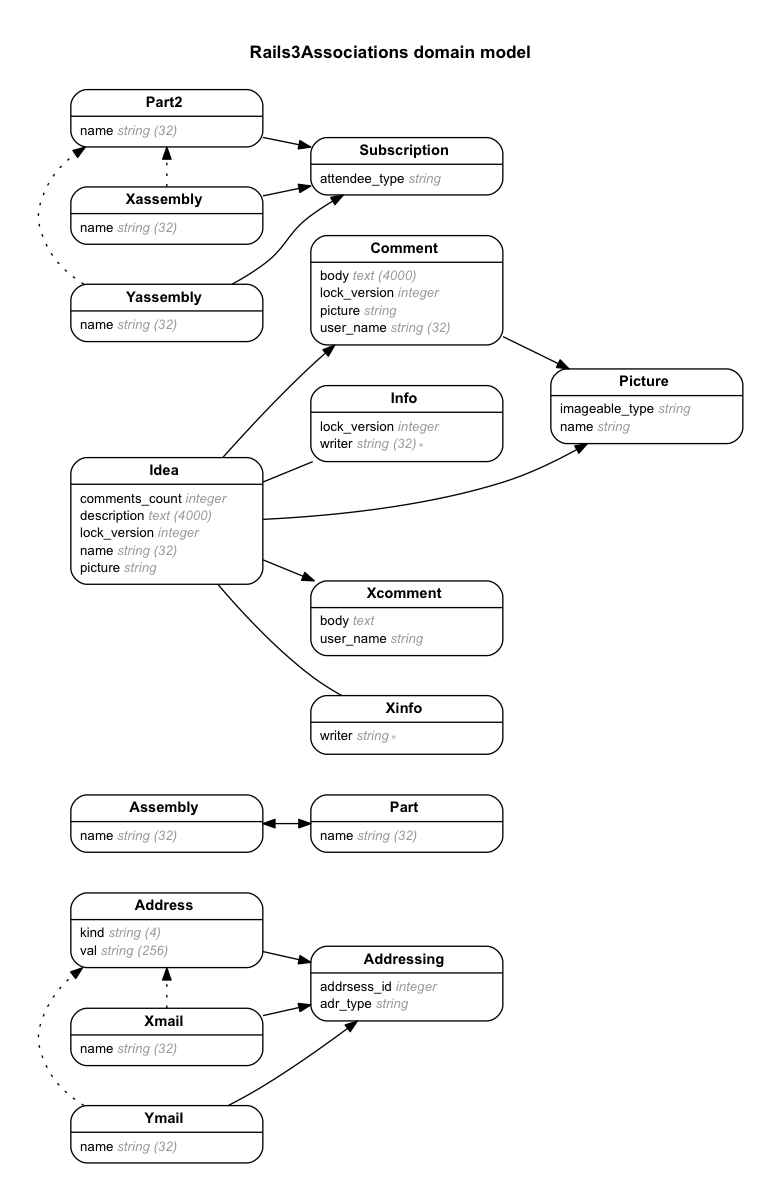 Rails3Associations domain model
Part2
name string (32)
Subscription
attendee_type string
Xassembly
name string (32)
Comment
body text (4000)
lock_version integer
picture string
user_name string (32)
Yassembly
name string (32)
Picture
imageable_type string
name string
Info
lock_version integer
writer string (32) *
Idea
comments_count integer
description text (4000)
lock_version integer
name string (32)
picture string
Xcomment
body text
user_name string
Xinfo
writer string *
Assembly
name string (32)
Part
name string (32)
Address
kind string (4)
val string (256)
Addressing
addrsess_id integer
adr_type string
Xmail
name string (32)
Ymail
name string (32)